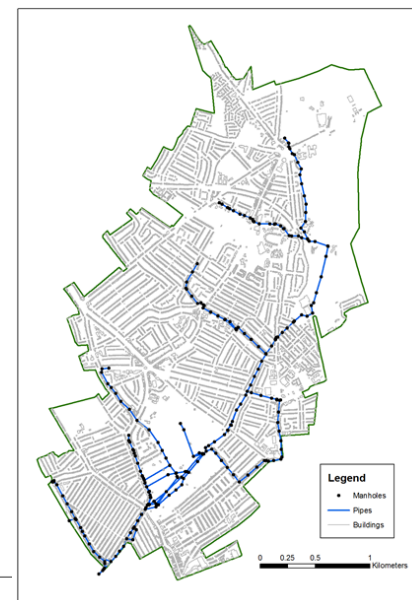 Legend
Manholes
Pipes
Buildings
0 0.25 0.5 1
Kilometers